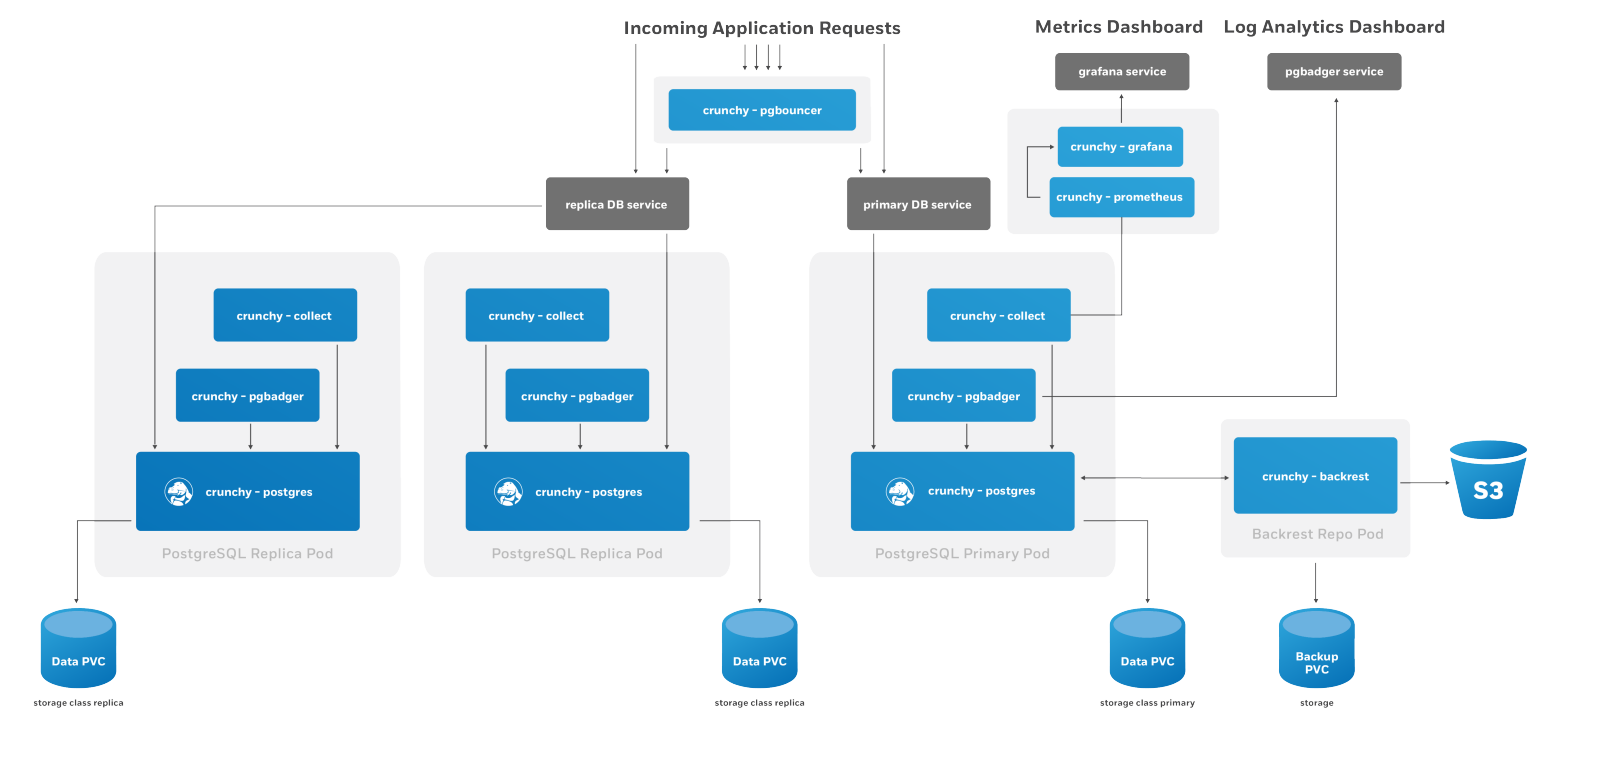 Incoming Application Requests
Metrics Dashboard
Log Analytics Dashboard
grafana service
pgbadger service
crunchy - pgbouncer
crunchy - grafana
crunchy - prometheus
replica DB service
primary DB service
crunchy - collect
crunchy - collect
crunchy - collect
crunchy - pgbadger
crunchy - pgbadger
crunchy - pgbadger
crunchy - postgres
crunchy - postgres
crunchy - postgres
crunchy - backrest
S3
PostgreSQL Replica Pod
PostgreSQL Replica Pod
PostgreSQL Primary Pod
Backrest Repo Pod
Data PVC
Data PVC
Data PVC
Backup
PVC
storage class replica
storage class replica
storage class primary
storage